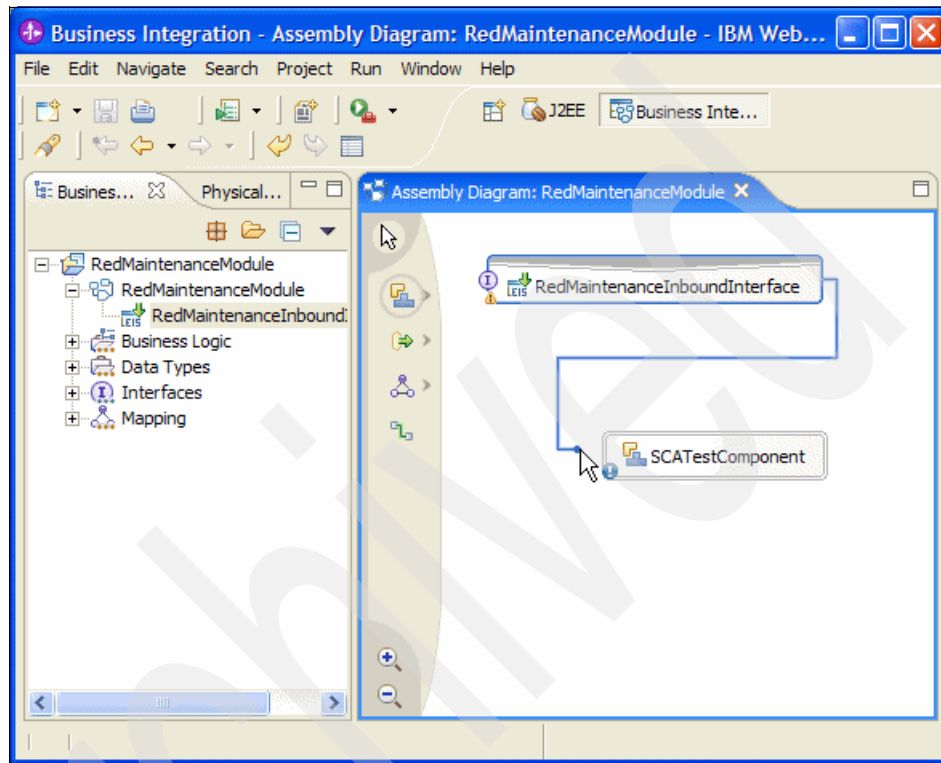 Business Integration - Assembly Diagram: RedMaintenanceModule - IBM Web...
File Edit Navigate Search Project Run Window Help
J2EE Business Inte...
Busines... Physical... Assembly Diagram: RedMaintenanceModule
RedMaintenanceModule
RedMaintenanceModule
RedMaintenanceInbound
Business Logic
Data Types
Interfaces
Mapping
I EIS RedMaintenanceInboundInterface
SCATestComponent